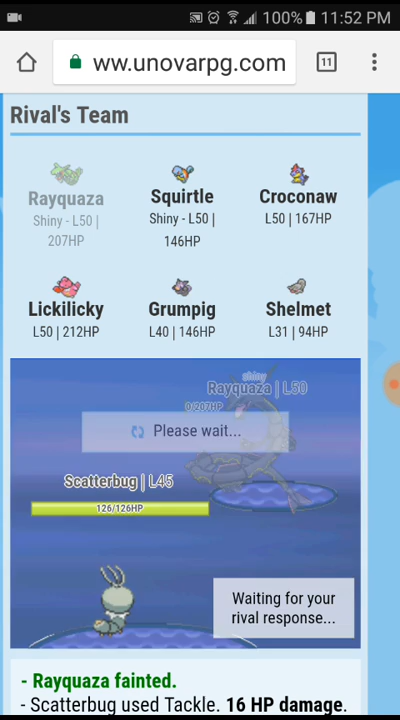 100% 11:52 PM
ww.unovarpg.com 11
Rival's Team
Rayquaza
Shiny - L50 |
207HP
Squirtle
Shiny - L50 |
146HP
Croconaw
L50 | 167HP
Lickilicky
L50 | 212HP
Grumpig
L40 | 146HP
Shelmet
L31 | 94HP
shiny
Rayquaza | L50
0/207HP
Please wait...
Scatterbug | L45
126/126HP
Waiting for your
rival response...
- Rayquaza fainted.
- Scatterbug used Tackle. 16 HP damage.